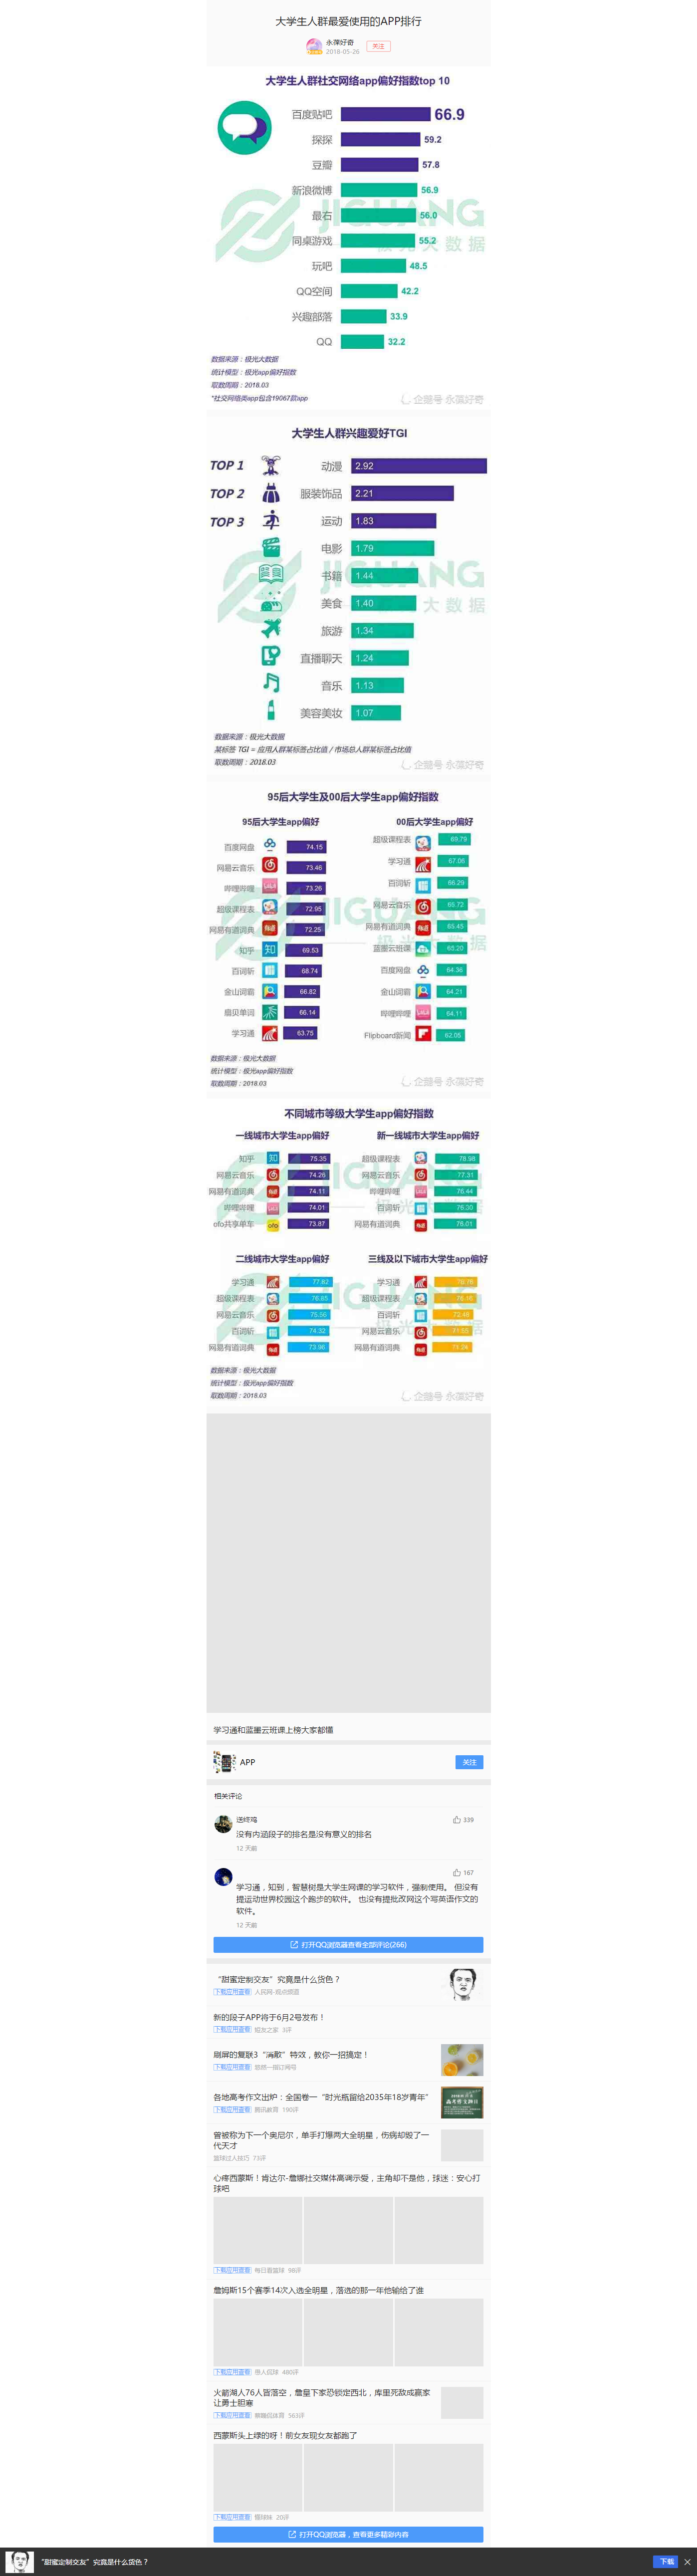 大学生人群最爱使用的APP排行
永葆好奇
2018-05-26
关注
大学生人群社交网络app偏好指数top 10
百度贴吧 66.9
探探 59.2
豆瓣 57.8
新浪微博 56.9
最右 56.0
同桌游戏 55.2
玩吧 48.5
QQ空间 42.2
兴趣部落 33.9
QQ 32.2
JIGUANG
极光大数据
数据来源：极光大数据
统计模型：极光app偏好指数
取数周期：2018.03
*社交网络类app包含19067款app
企鹅号 永葆好奇
大学生人群兴趣爱好TGI
TOP 1 动漫 2.92
TOP 2 服装饰品 2.21
TOP 3 运动 1.83
电影 1.79
书籍 1.44
美食 1.40
旅游 1.34
直播聊天 1.24
音乐 1.13
美容美妆 1.07
JIGUANG
大数据
数据来源：极光大数据
某标签 TGI = 应用人群某标签占比值 / 市场总人群某标签占比值
取数周期：2018.03
企鹅号 永葆好奇
95后大学生及00后大学生app偏好指数
95后大学生app偏好
百度网盘 74.15
网易云音乐 73.46
哔哩哔哩 73.26
超级课程表 72.95
网易有道词典 72.25
知乎 69.53
百词斩 68.74
金山词霸 66.82
扇贝单词 66.14
学习通 63.75
00后大学生app偏好
超级课程表 69.79
学习通 67.06
百词斩 66.29
网易云音乐 65.72
网易有道词典 65.45
蓝墨云班课 65.20
百度网盘 64.36
金山词霸 64.21
哔哩哔哩 64.11
Flipboard新闻 62.05
JIGUANG
极光大数据
数据来源：极光大数据
统计模型：极光app偏好指数
取数周期：2018.03
企鹅号 永葆好奇
不同城市等级大学生app偏好指数
一线城市大学生app偏好
知乎 75.35
网易云音乐 74.26
网易有道词典 74.11
哔哩哔哩 74.01
ofo共享单车 73.87
新一线城市大学生app偏好
超级课程表 78.98
网易云音乐 77.31
哔哩哔哩 76.44
百词斩 76.30
网易有道词典 76.01
二线城市大学生app偏好
学习通 77.82
超级课程表 76.85
网易云音乐 75.56
百词斩 74.32
网易有道词典 73.96
三线及以下城市大学生app偏好
学习通
超级课程表
百词斩
网易云音乐
网易有道词典
数据来源：极光大数据
统计模型：极光app偏好指数
取数周期：2018.03
企鹅号 永葆好奇
学习通和蓝墨云班课上榜大家都懂
APP
关注
相关评论
送终鸡
339
没有内涵段子的排名是没有意义的排名
12 天前
167
学习通，知到，智慧树是大学生网课的学习软件，强制使用。 但没有
提运动世界校园这个跑步的软件。 也没有提批改网这个写英语作文的
软件。
12 天前
打开QQ浏览器查看全部评论(266)
“甜蜜定制交友”究竟是什么货色？
下载应用查看 人民网-观点频道
新的段子APP将于6月2号发布！
下载应用查看 短友之家 3评
刷屏的复联3“消散”特效，教你一招搞定！
下载应用查看
各地高考作文出炉：全国卷一“时光瓶留给2035年18岁青年”
下载应用查看 腾讯教育 190评
曾被称为下一个奥尼尔，单手打爆两大全明星，伤病却毁了一
代天才
篮球过人技巧 73评
心疼西蒙斯！肯达尔-詹娜社交媒体高调示爱，主角却不是他，球迷：安心打
球吧
下载应用查看 每日看篮球 98评
詹姆斯15个赛季14次入选全明星，落选的那一年他输给了谁
下载应用查看 愚人侃球 480评
火箭湖人76人皆落空，詹皇下家恐锁定西北，库里死敌成赢家
让勇士胆寒
下载应用查看 颖颖侃体育 563评
西蒙斯头上绿的呀！前女友现女友都跑了
下载应用查看 猫球妹 20评
打开QQ浏览器，查看更多精彩内容
“甜蜜定制交友”究竟是什么货色？
下载